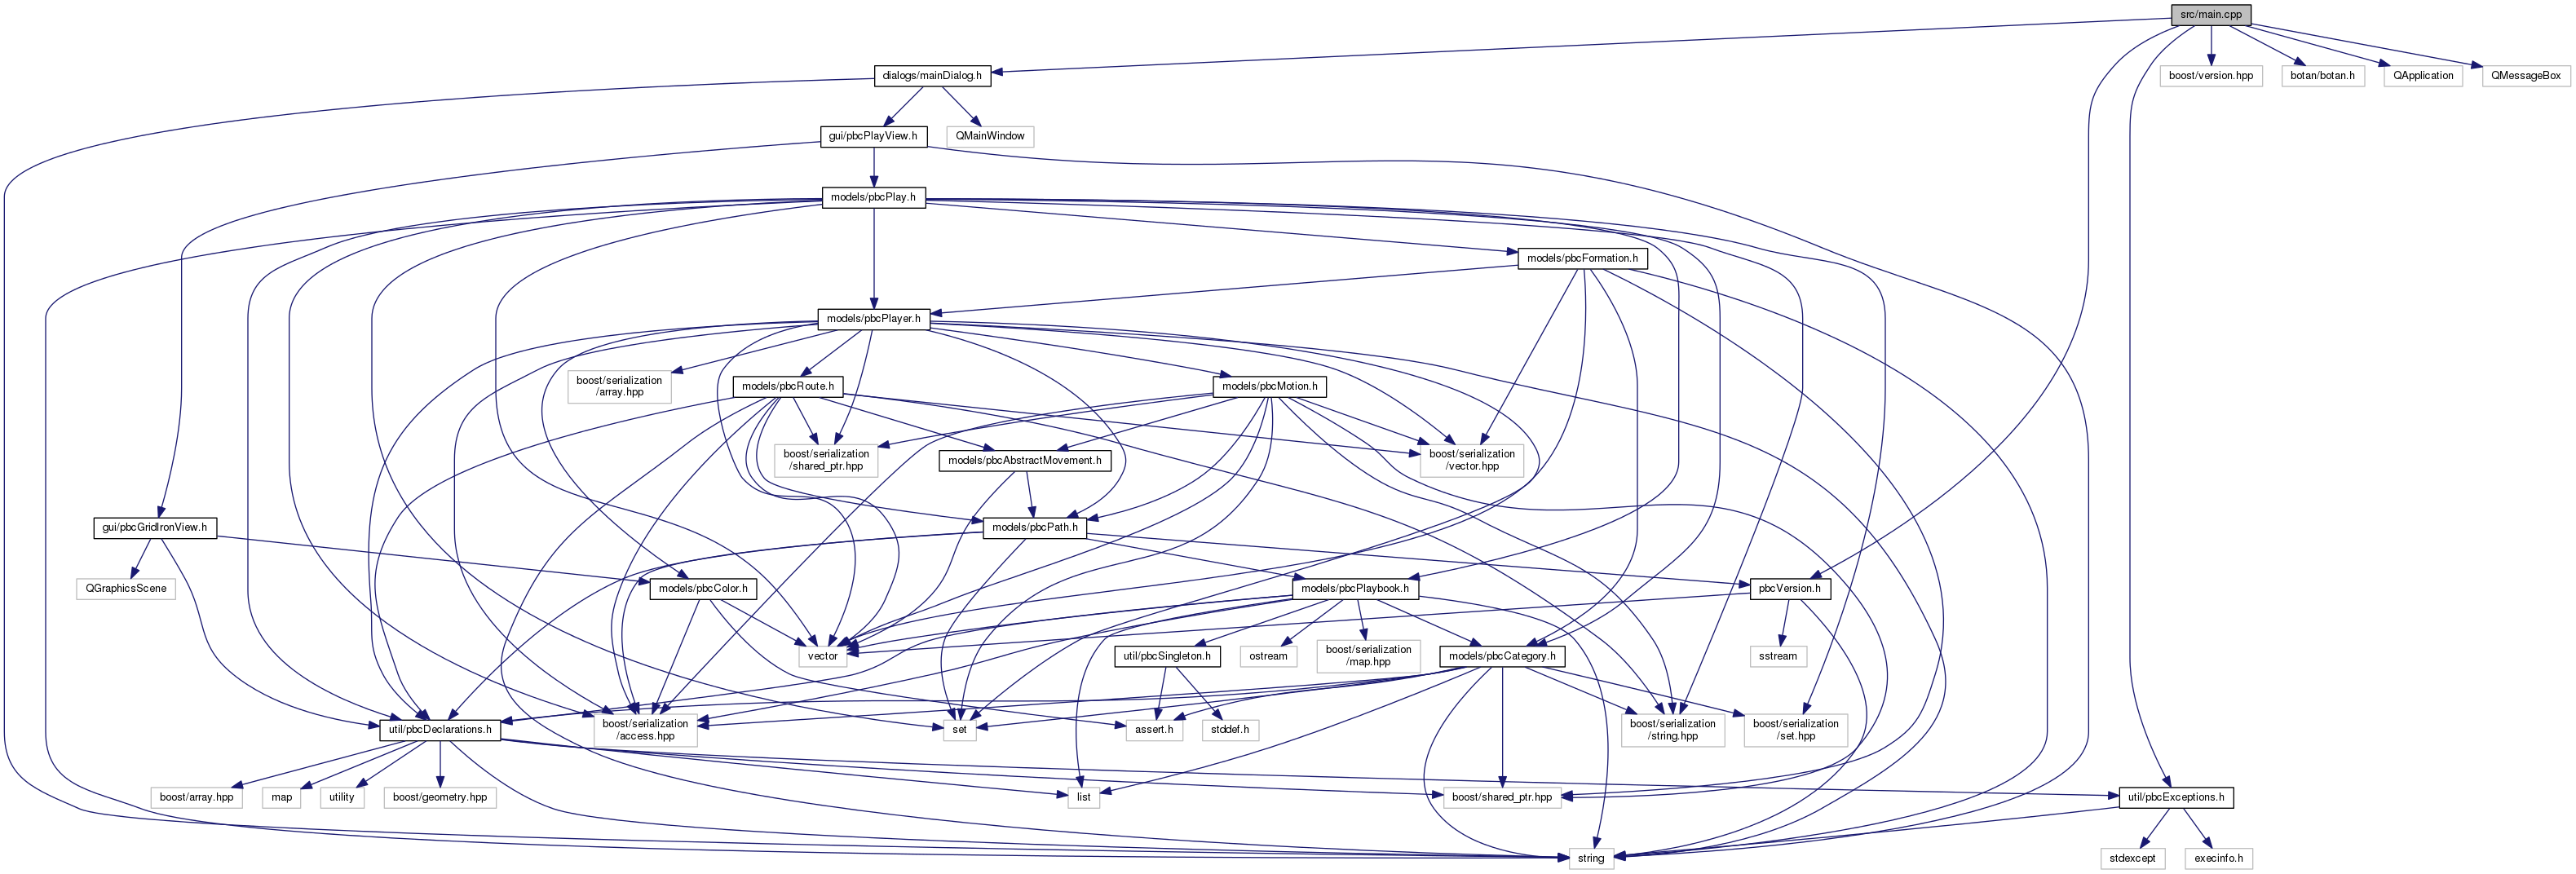 src/main.cpp
dialogs/mainDialog.h
boost/version.hpp
botan/botan.h
QApplication
QMessageBox
gui/pbcPlayView.h
QMainWindow
models/pbcPlay.h
models/pbcFormation.h
models/pbcPlayer.h
boost/serialization
/array.hpp
models/pbcRoute.h
models/pbcMotion.h
boost/serialization
/shared_ptr.hpp
models/pbcAbstractMovement.h
boost/serialization
/vector.hpp
gui/pbcGridIronView.h
models/pbcPath.h
QGraphicsScene
models/pbcColor.h
models/pbcPlaybook.h
pbcVersion.h
vector
util/pbcSingleton.h
ostream
boost/serialization
/map.hpp
models/pbcCategory.h
sstream
util/pbcDeclarations.h
boost/serialization
/access.hpp
set
assert.h
stddef.h
boost/serialization
/string.hpp
boost/serialization
/set.hpp
boost/array.hpp
map
utility
boost/geometry.hpp
list
boost/shared_ptr.hpp
util/pbcExceptions.h
string
stdexcept
execinfo.h